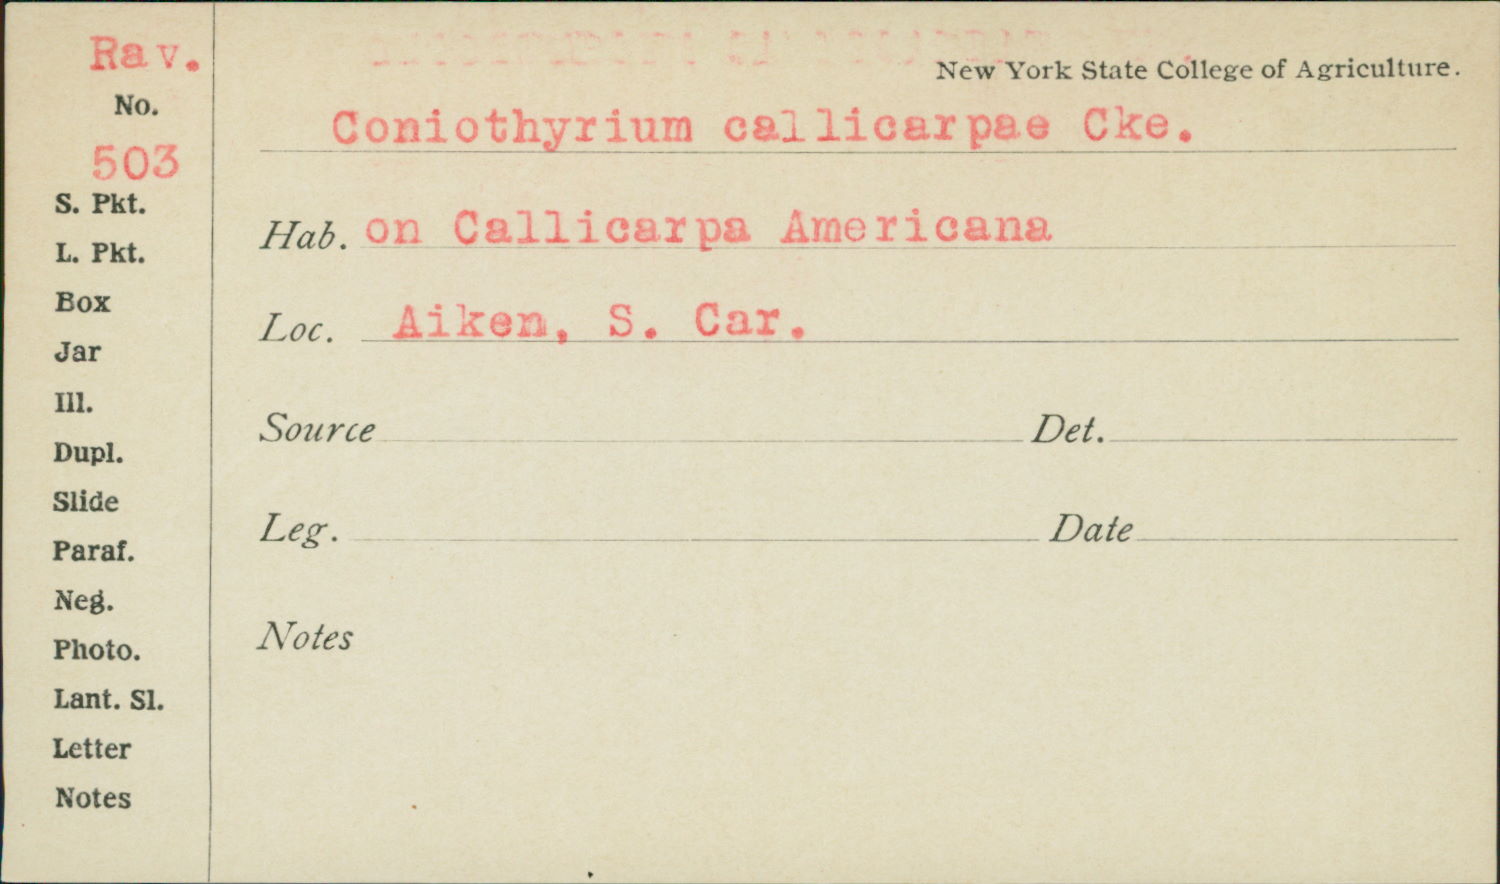 Rav.
No.
503
S. Pkt.
L. Pkt.
Box
Jar
Ill.
Dupl.
Slide
Paraf.
Neg.
Photo.
Lant. Sl.
Letter
Notes
New York State College of Agriculture.
Coniothyrium callicarpae Cke.
Hab. on Callicarpa Americana
Loc. Aiken, S. Car.
Source Det.
Leg. Date
Notes